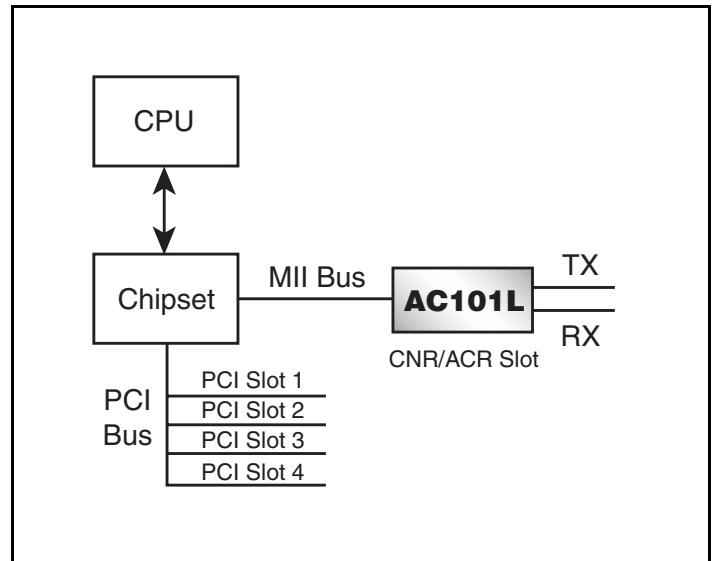 CPU
Chipset
MII Bus
AC101L
TX
RX
CNR/ACR Slot
PCI
Bus
PCI Slot 1
PCI Slot 2
PCI Slot 3
PCI Slot 4